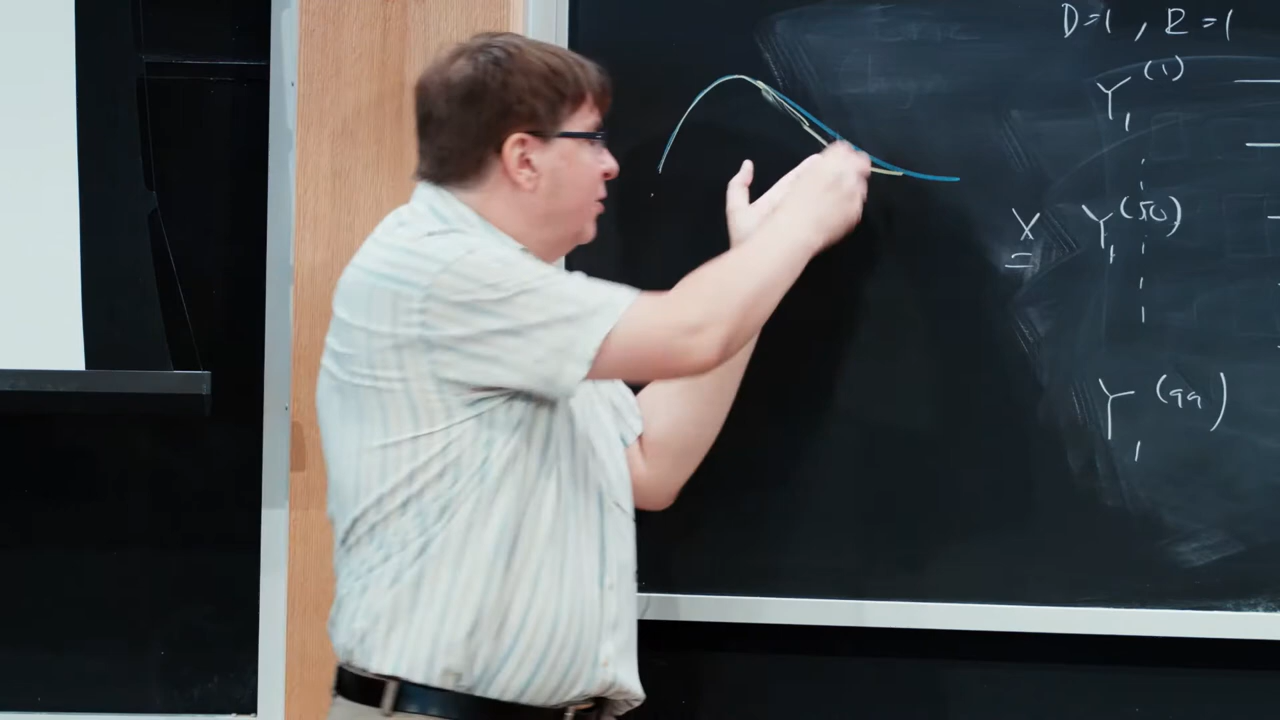 D=1, R=1
Y₁⁽¹⁾ —
X Y₁⁽⁵⁰⁾
=
Y₁⁽⁹⁹⁾